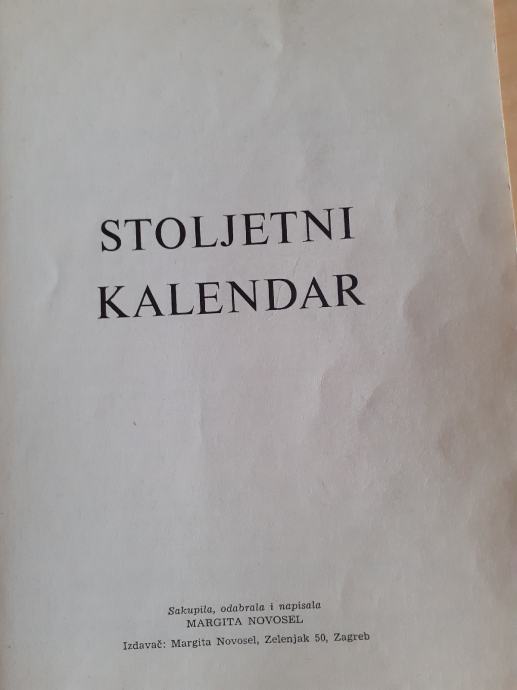 STOLJETNI
KALENDAR
Sakupila, odabrala i napisala
MARGITA NOVOSEL
Izdavač: Margita Novosel, Zelenjak 50, Zagreb